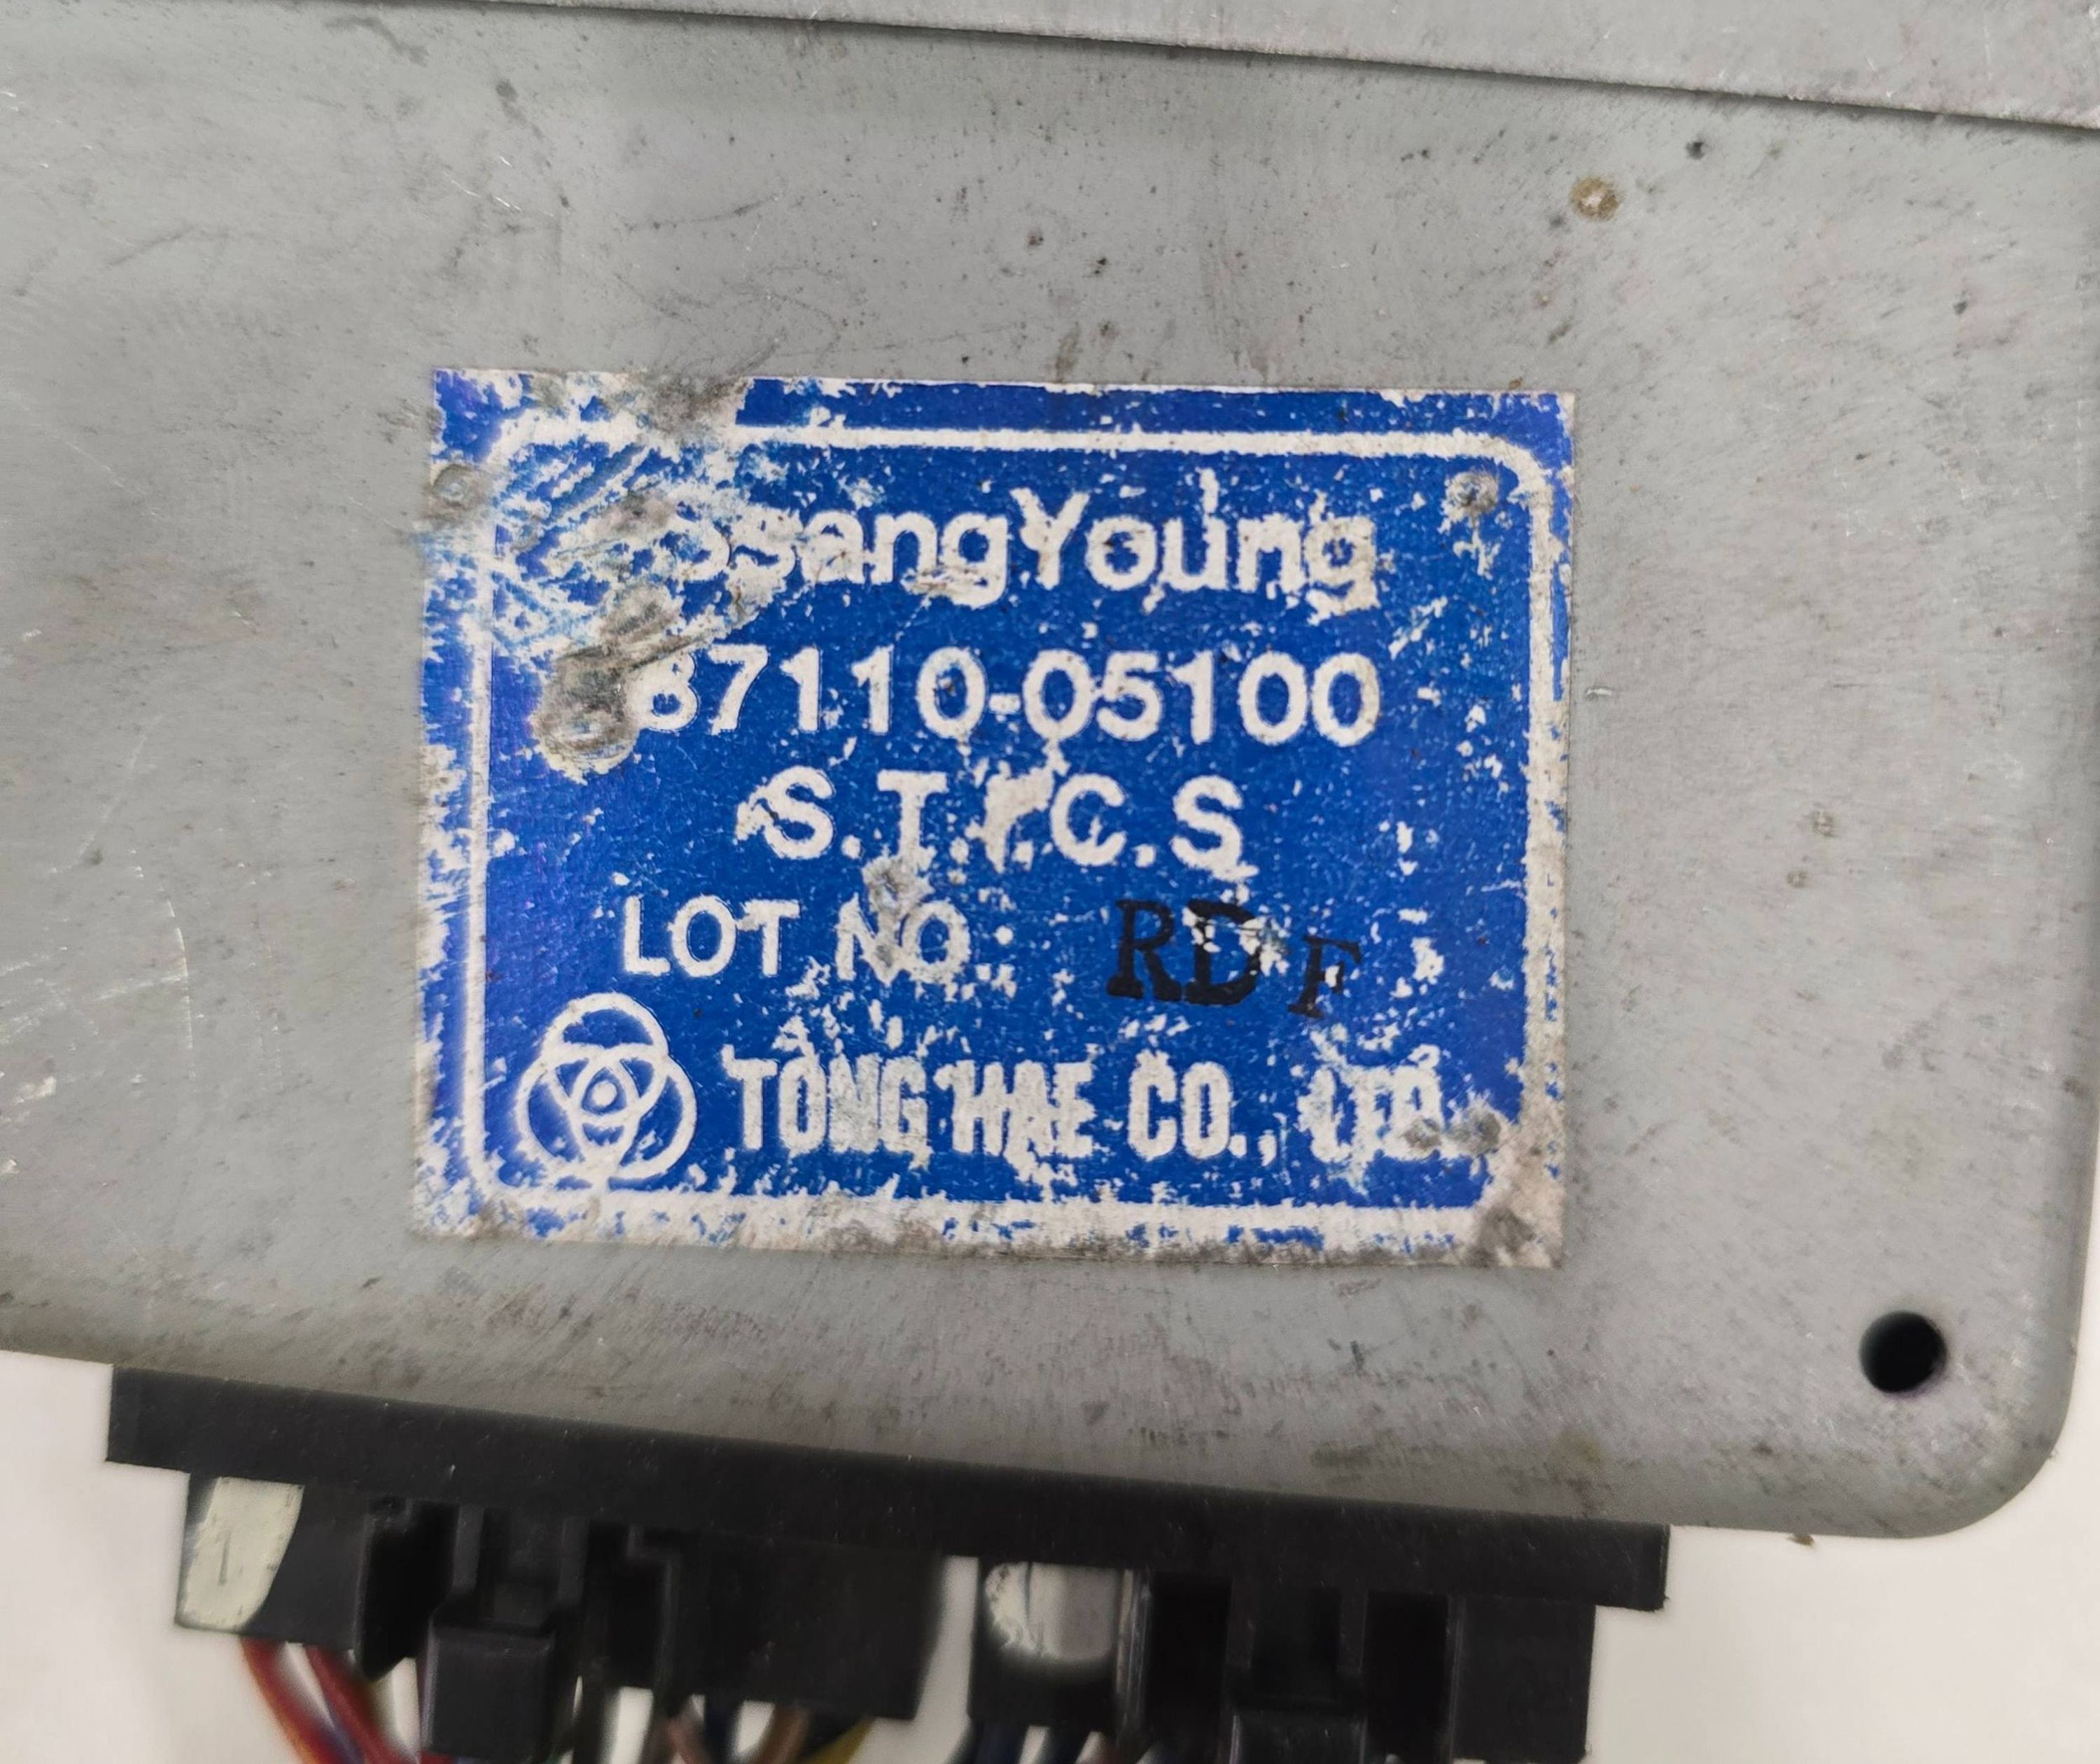 SsangYoung
87110-05100
S.T.I.C.S
LOT NO.: RDF
TONG HAE CO., LTD.